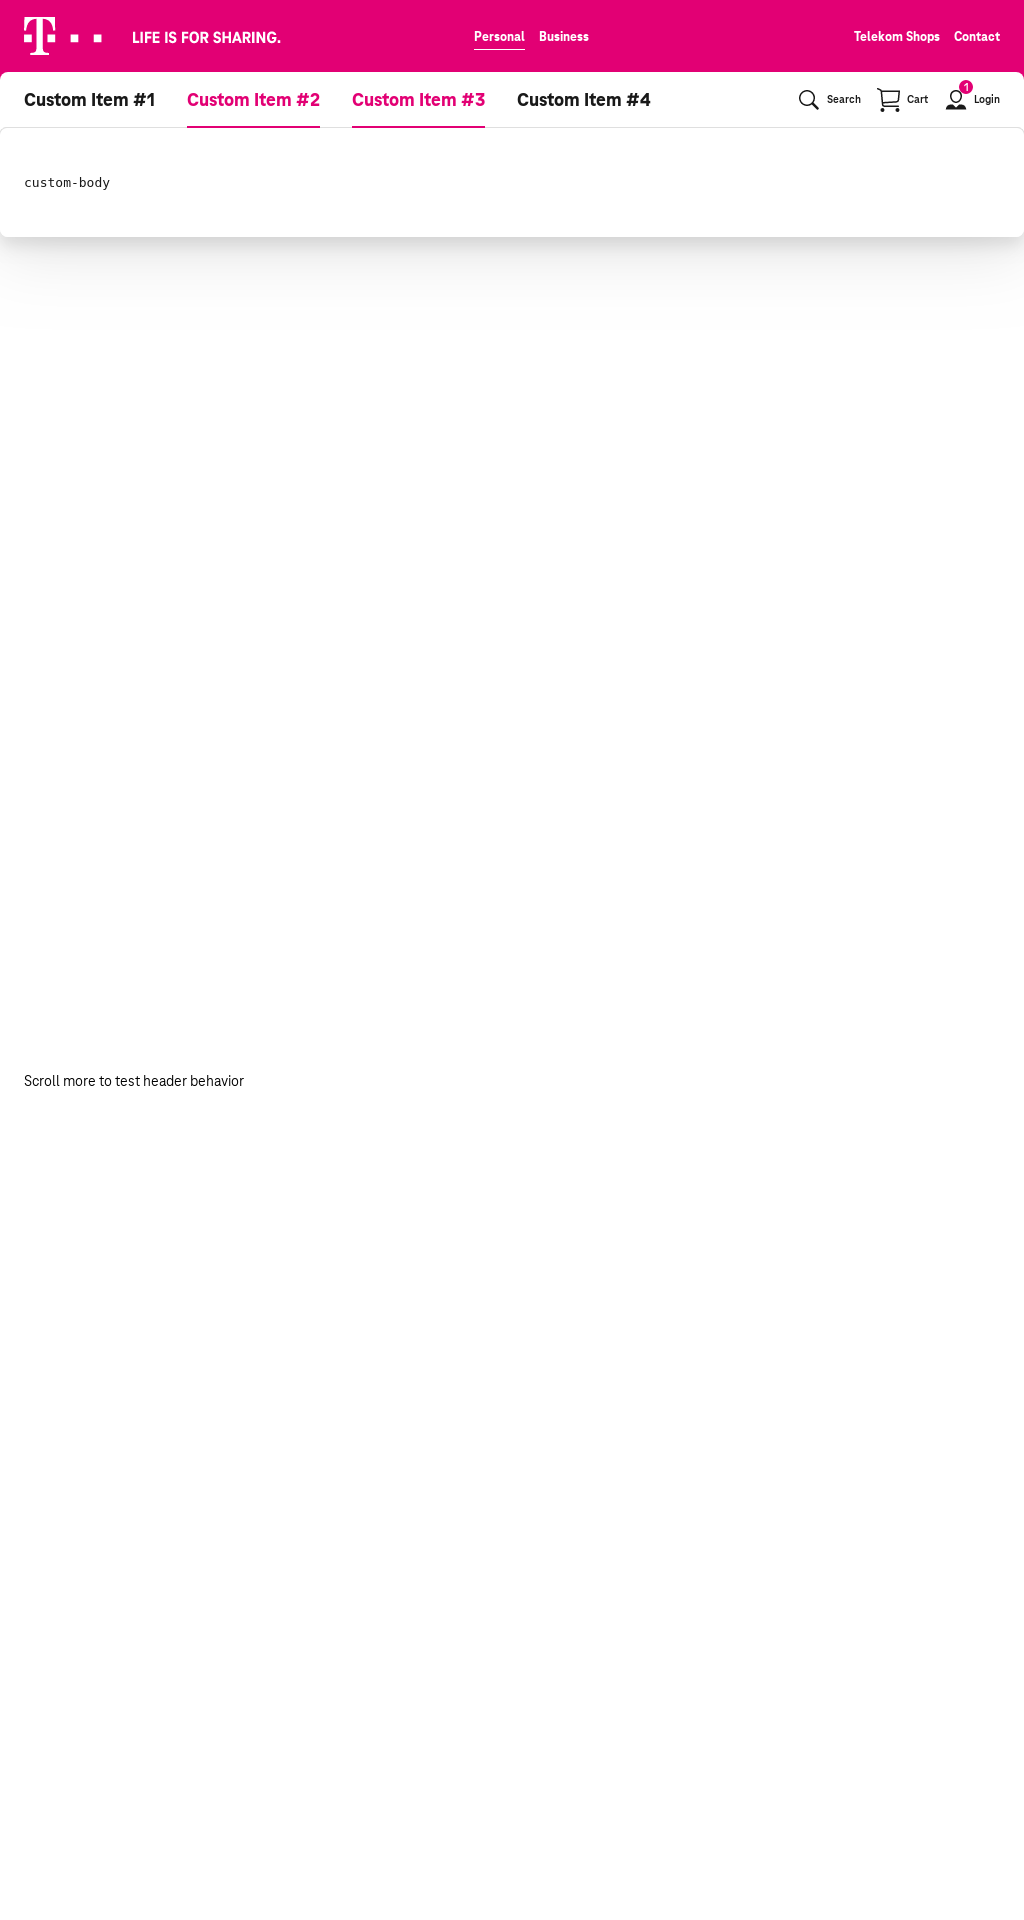 T
LIFE IS FOR SHARING.
Personal Business
Telekom Shops Contact
Custom Item #1 Custom Item #2 Custom Item #3 Custom Item #4
Search Cart 1 Login
custom-body
Scroll more to test header behavior